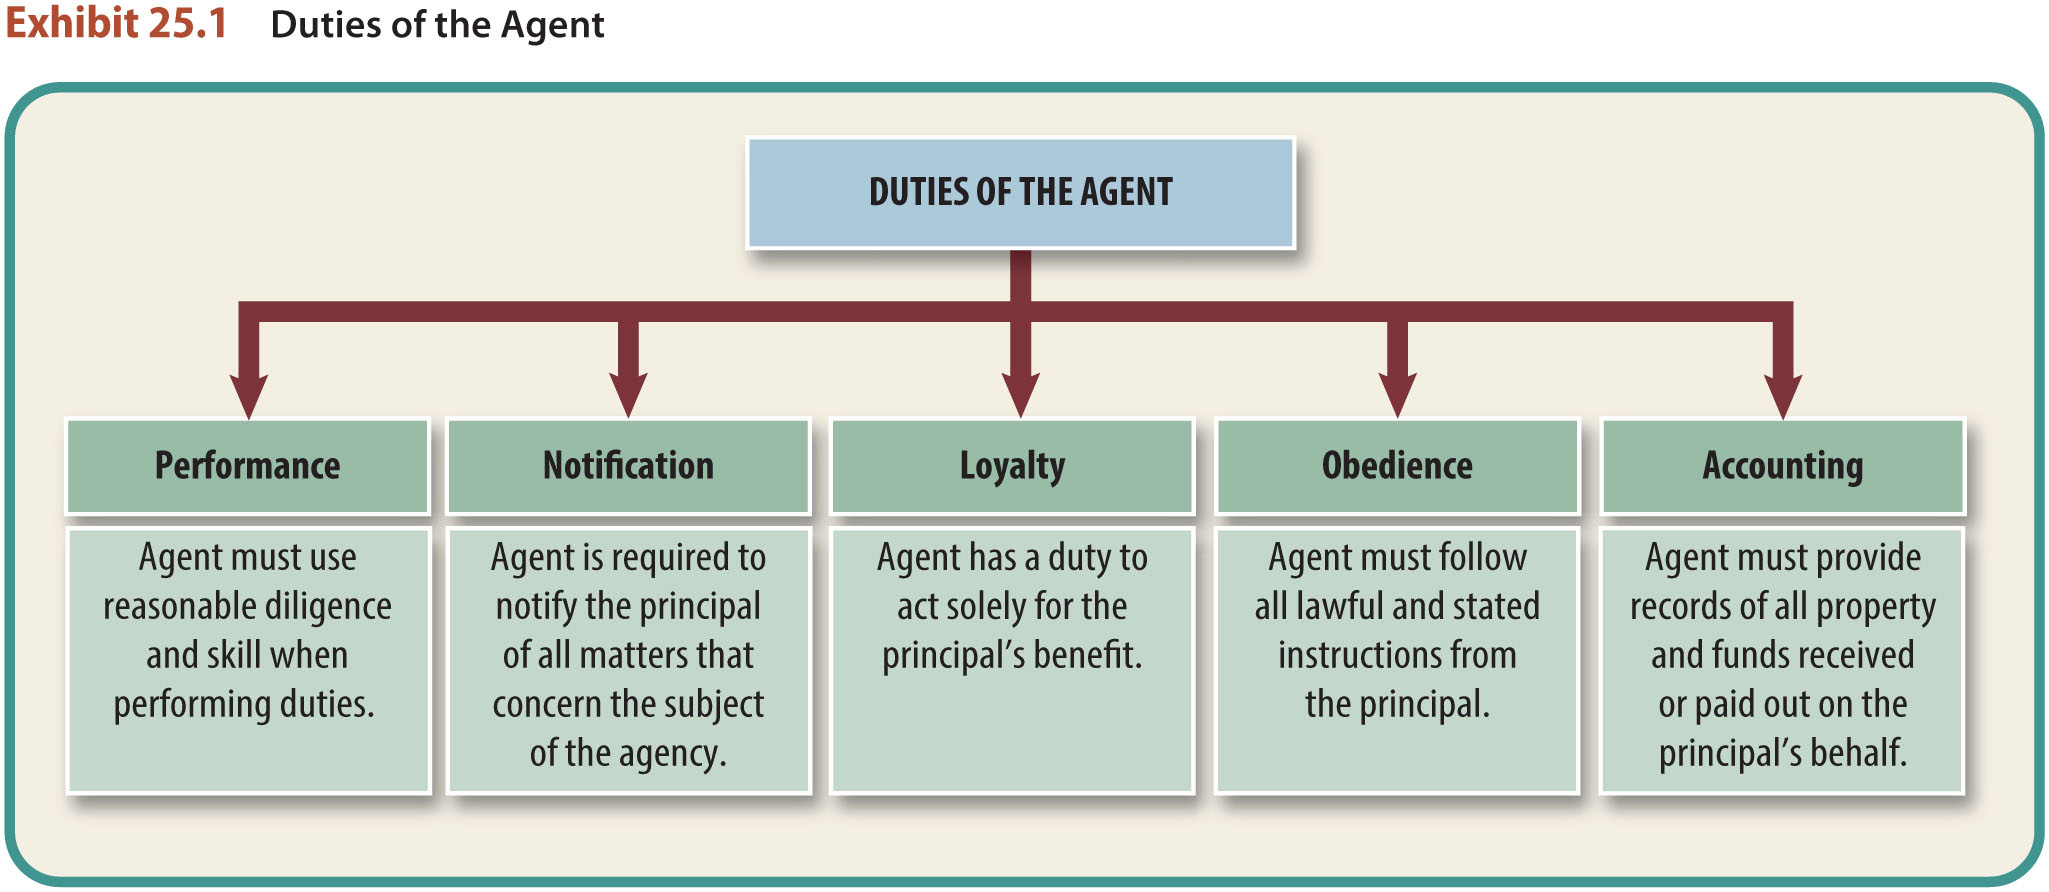 Exhibit 25.1 Duties of the Agent
DUTIES OF THE AGENT
Performance
Agent must use
reasonable diligence
and skill when
performing duties.
Notification
Agent is required to
notify the principal
of all matters that
concern the subject
of the agency.
Loyalty
Agent has a duty to
act solely for the
principal’s benefit.
Obedience
Agent must follow
all lawful and stated
instructions from
the principal.
Accounting
Agent must provide
records of all property
and funds received
or paid out on the
principal’s behalf.